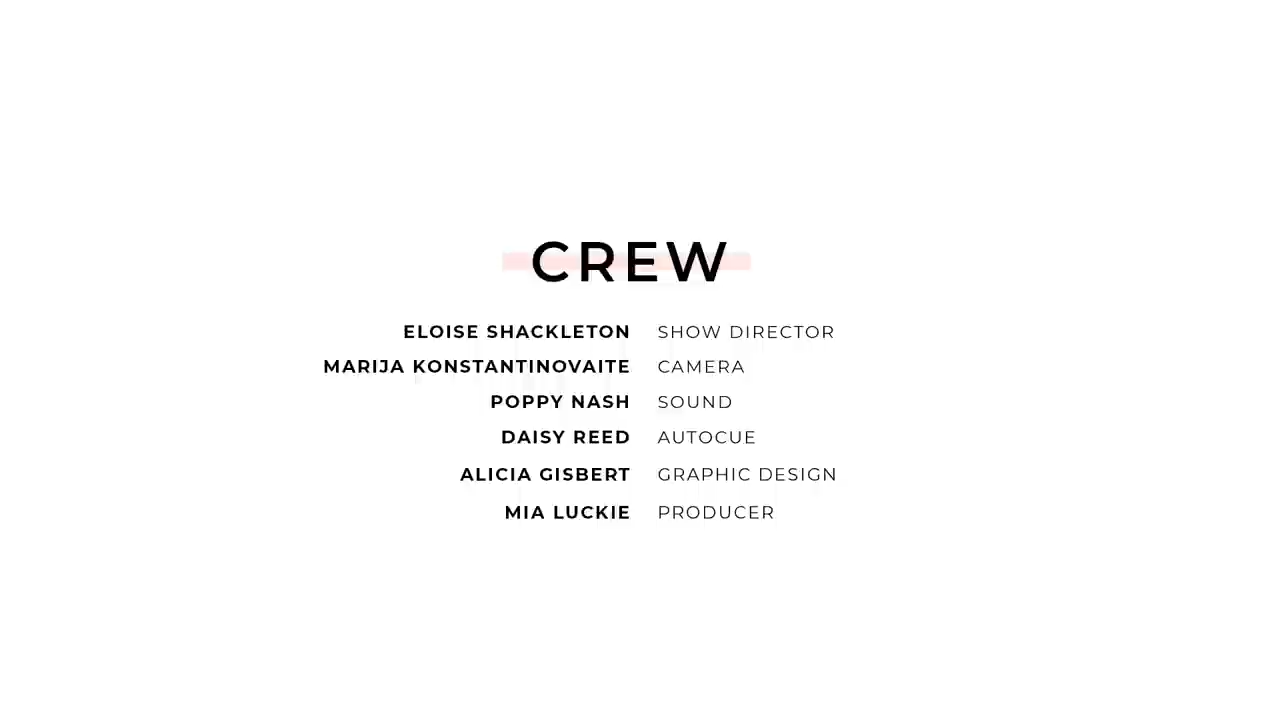 CREW
ELOISE SHACKLETON SHOW DIRECTOR
MARIJA KONSTANTINOVAITE CAMERA
POPPY NASH SOUND
DAISY REED AUTOCUE
ALICIA GISBERT GRAPHIC DESIGN
MIA LUCKIE PRODUCER